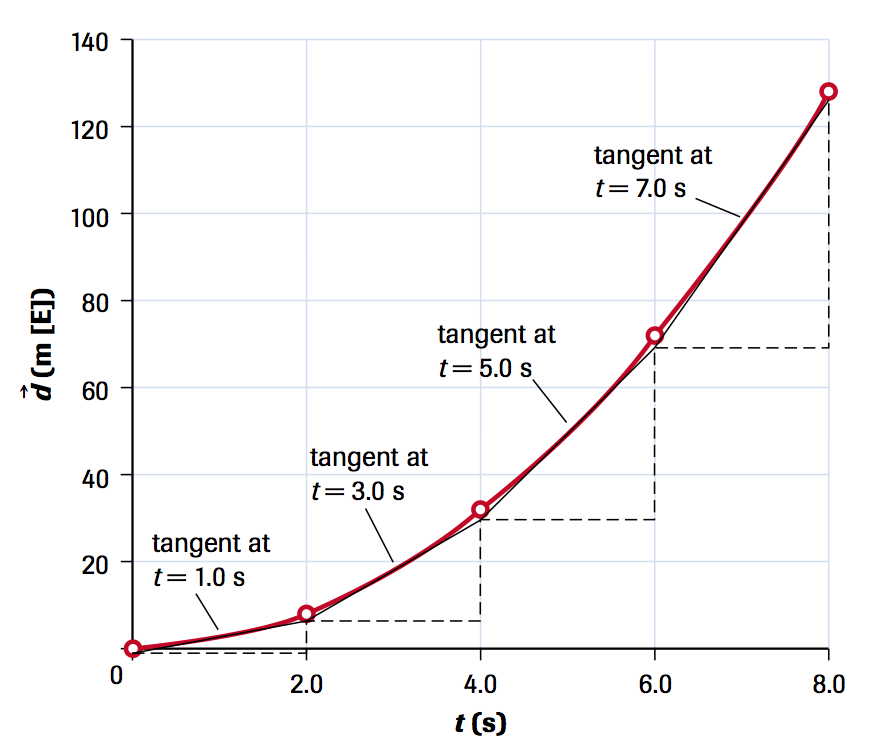 140
120
100
80
60
40
20
0
2.0
4.0
6.0
8.0
d⃗ (m [E])
t (s)
tangent at
t = 1.0 s
tangent at
t = 3.0 s
tangent at
t = 5.0 s
tangent at
t = 7.0 s